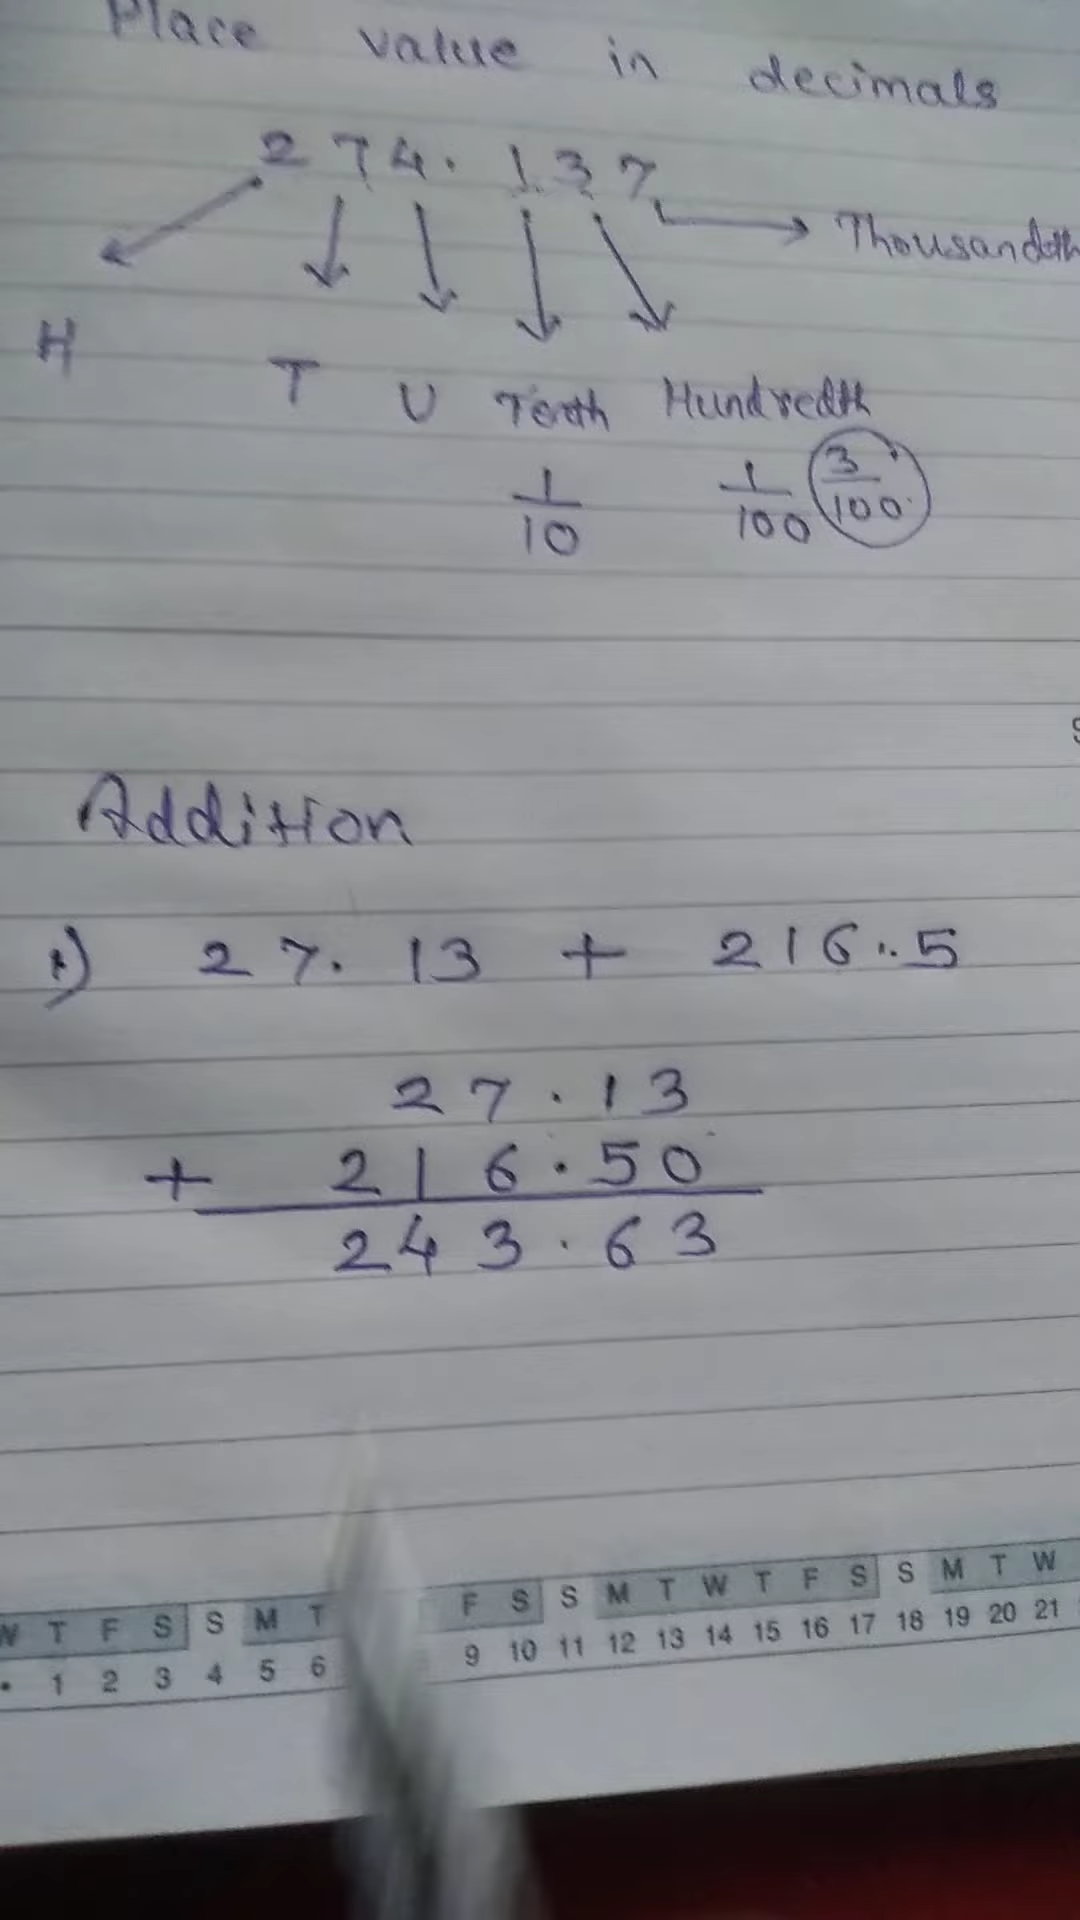 Place value in decimals
274.137
Thousandth
H T U Tenth Hundredth
1/10 1/100 3/100
Addition
1) 27.13 + 216.5
27.13
+ 216.50
243.63
T F S S M T F S S M T W T F S S M T W
1 2 3 4 5 6 9 10 11 12 13 14 15 16 17 18 19 20 21